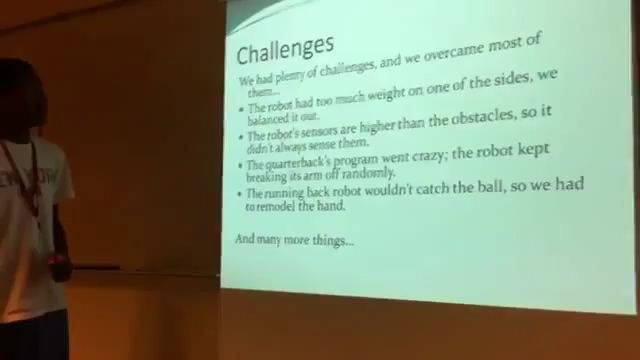 Challenges
We had plenty of challenges, and we overcame most of
them...
• The robot had too much weight on one of the sides, we
balanced it out.
• The robot's sensors are higher than the obstacles, so it
didn't always sense them.
• The quarterback's program went crazy; the robot kept
breaking its arm off randomly.
• The running back robot wouldn't catch the ball, so we had
to remodel the hand.
And many more things...
YORK